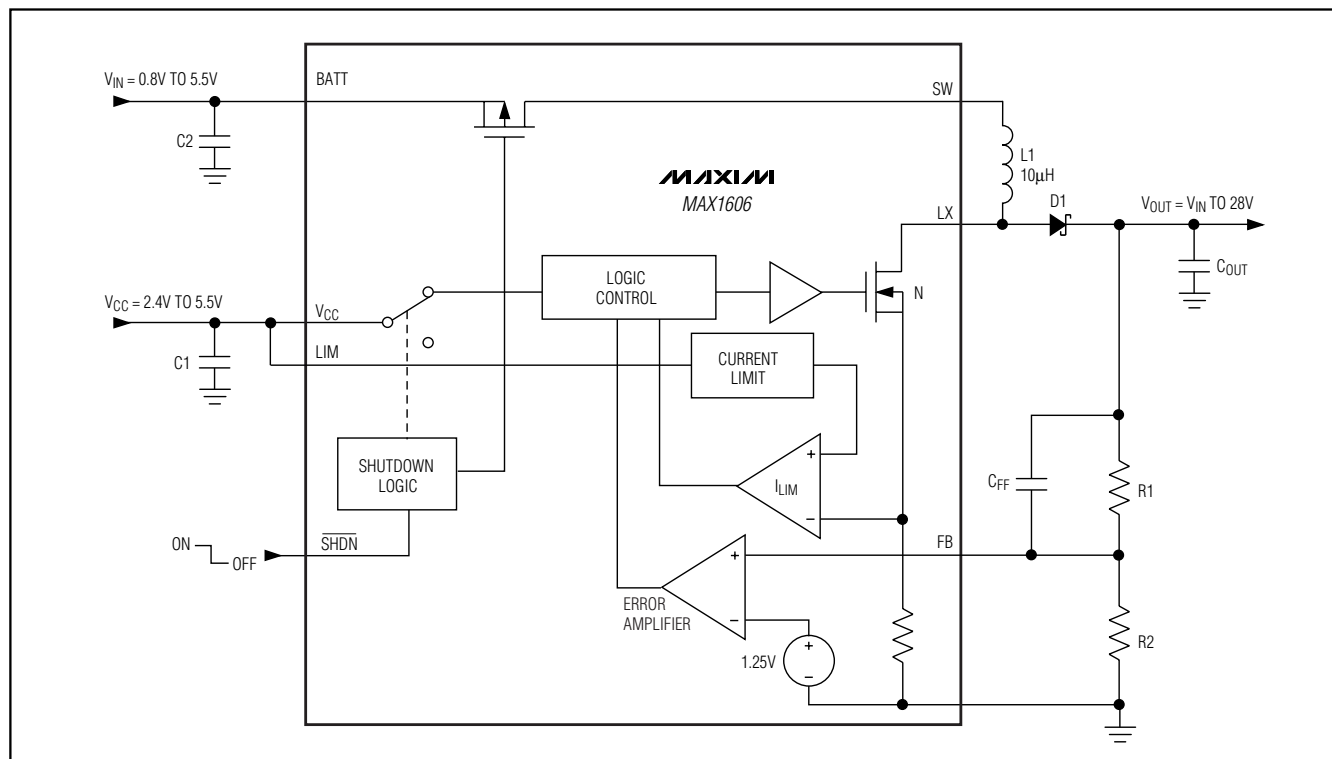 V_IN = 0.8V TO 5.5V
BATT
SW
C2
L1
10µH
MAXIM
MAX1606
LX
D1
V_OUT = V_IN TO 28V
C_OUT
LOGIC
CONTROL
N
V_CC = 2.4V TO 5.5V
V_CC
LIM
C1
CURRENT
LIMIT
SHUTDOWN
LOGIC
+
I_LIM
−
C_FF
R1
ON
OFF
SHDN
FB
+
ERROR
AMPLIFIER
−
1.25V
+
−
R2